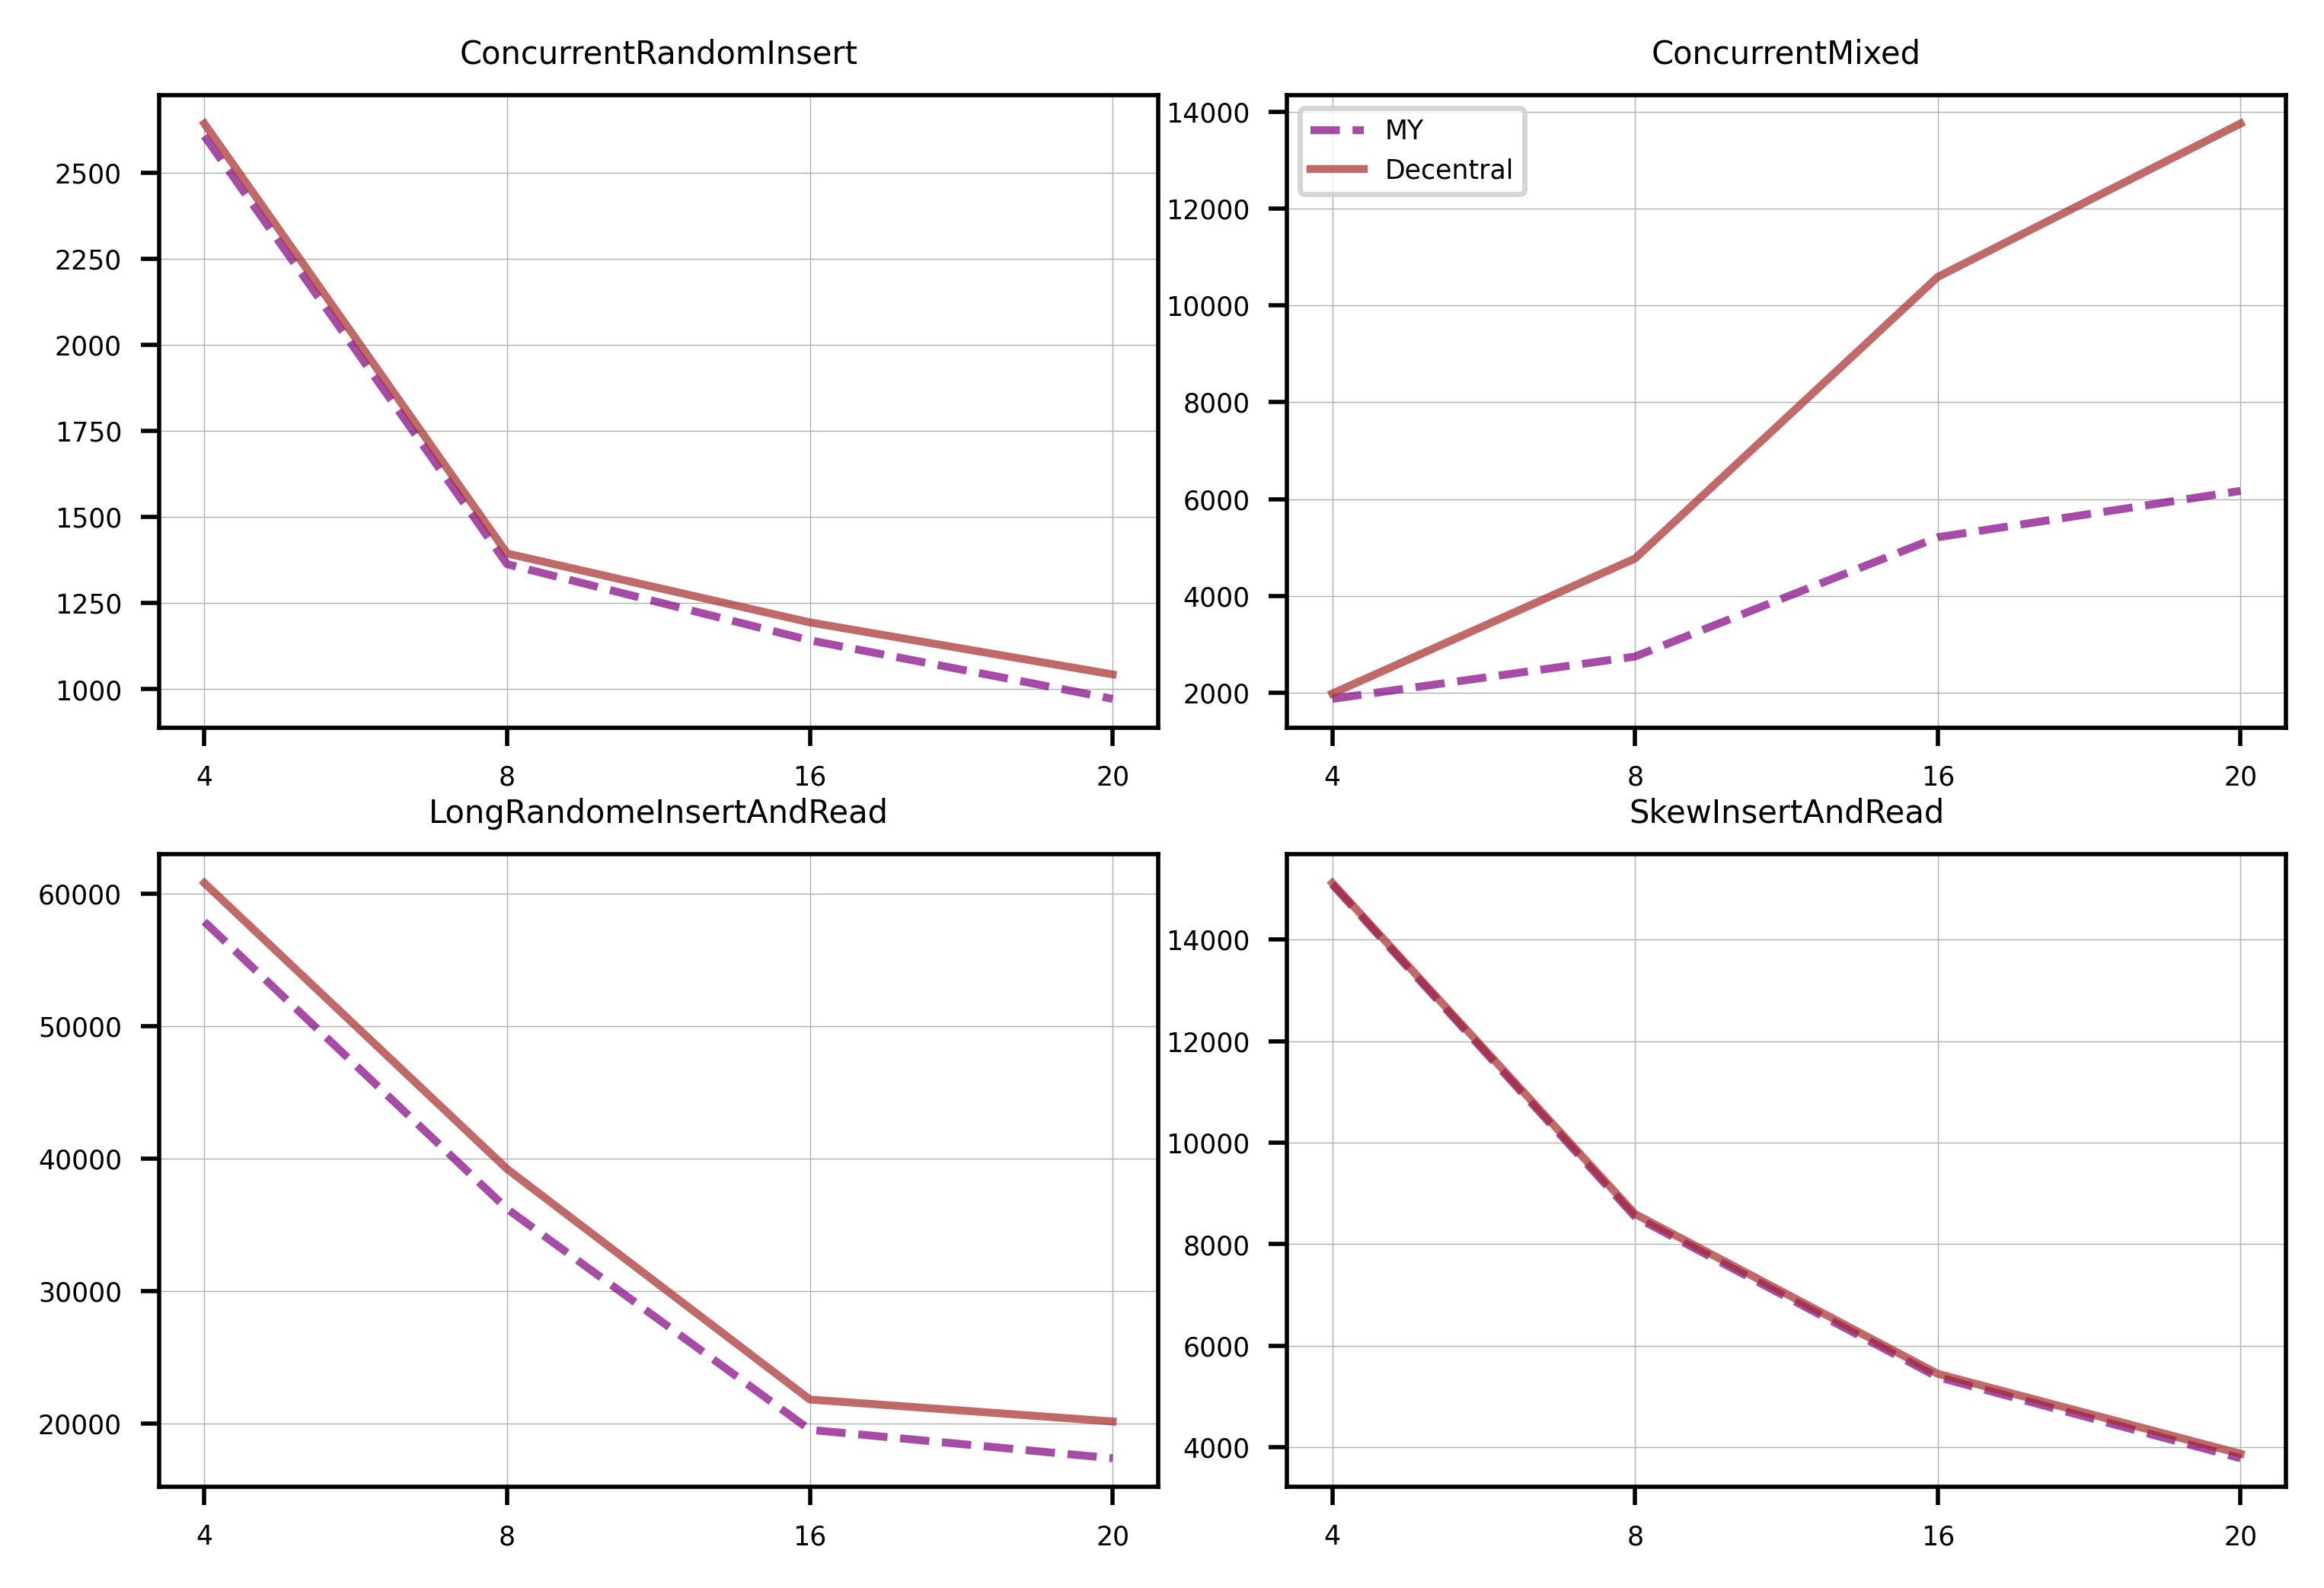 ConcurrentRandomInsert
2500
2250
2000
1750
1500
1250
1000
4 8 16 20
ConcurrentMixed
14000
12000
10000
8000
6000
4000
2000
MY
Decentral
4 8 16 20
LongRandomeInsertAndRead
60000
50000
40000
30000
20000
4 8 16 20
SkewInsertAndRead
14000
12000
10000
8000
6000
4000
4 8 16 20